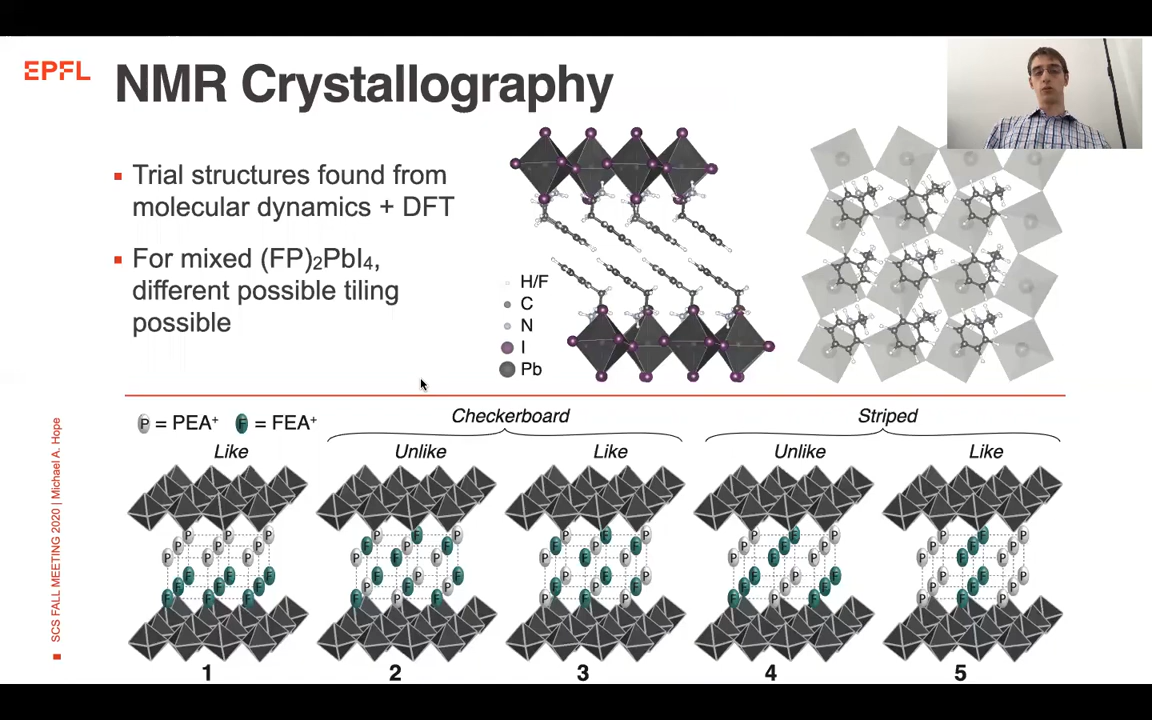 EPFL
NMR Crystallography
Trial structures found from
molecular dynamics + DFT
For mixed (FP)₂PbI₄,
different possible tiling
possible
H/F
C
N
I
Pb
P = PEA⁺ F = FEA⁺
Checkerboard Striped
Like Unlike Like Unlike Like
P P P P P P P P P F F F F F F F F F
1 2 3 4 5
SCS FALL MEETING 2020 | Michael A. Hope